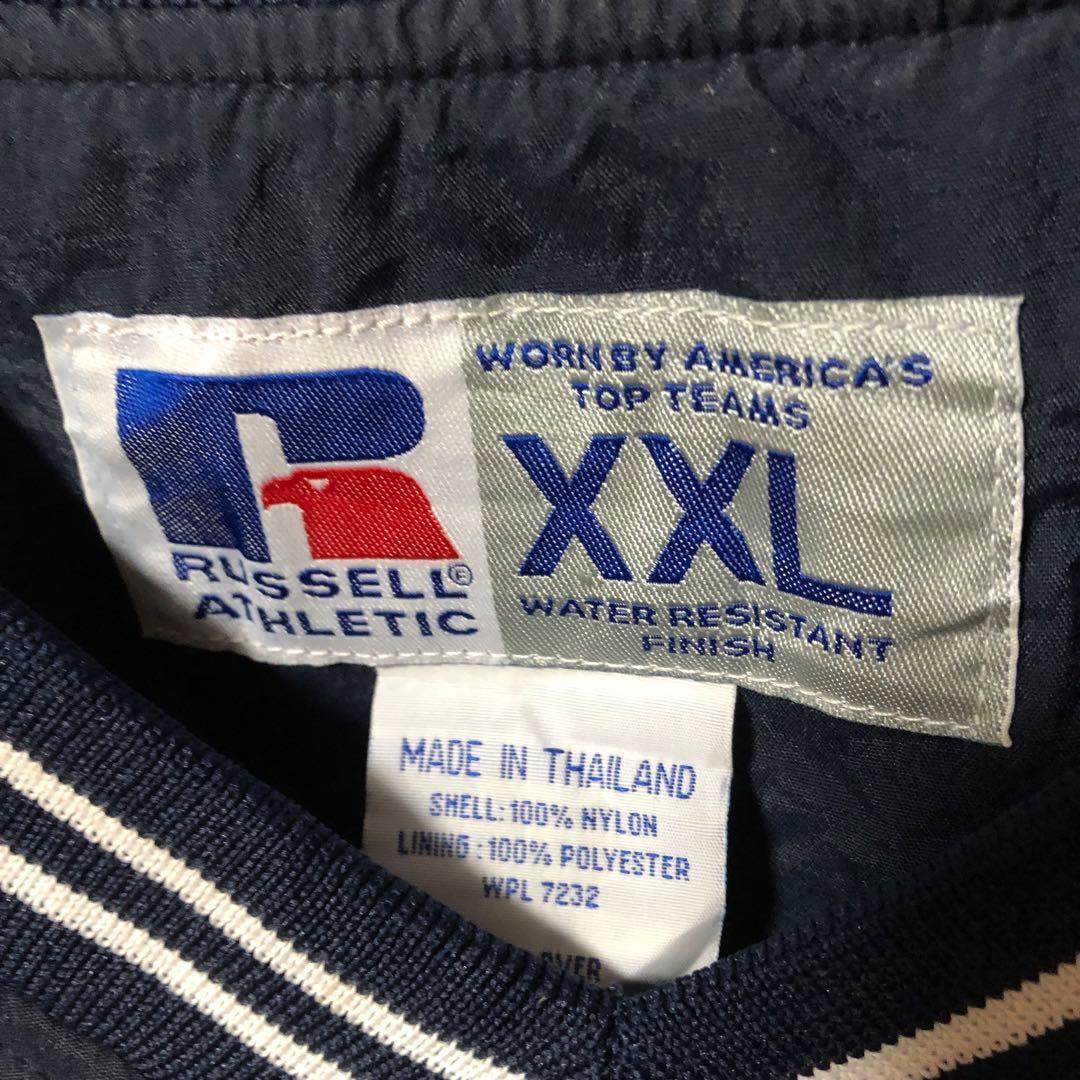 R
RUSSELL®
ATHLETIC
WORN BY AMERICA'S
TOP TEAMS
XXL
WATER RESISTANT
FINISH
MADE IN THAILAND
SHELL: 100% NYLON
LINING: 100% POLYESTER
WPL 7232
OVER